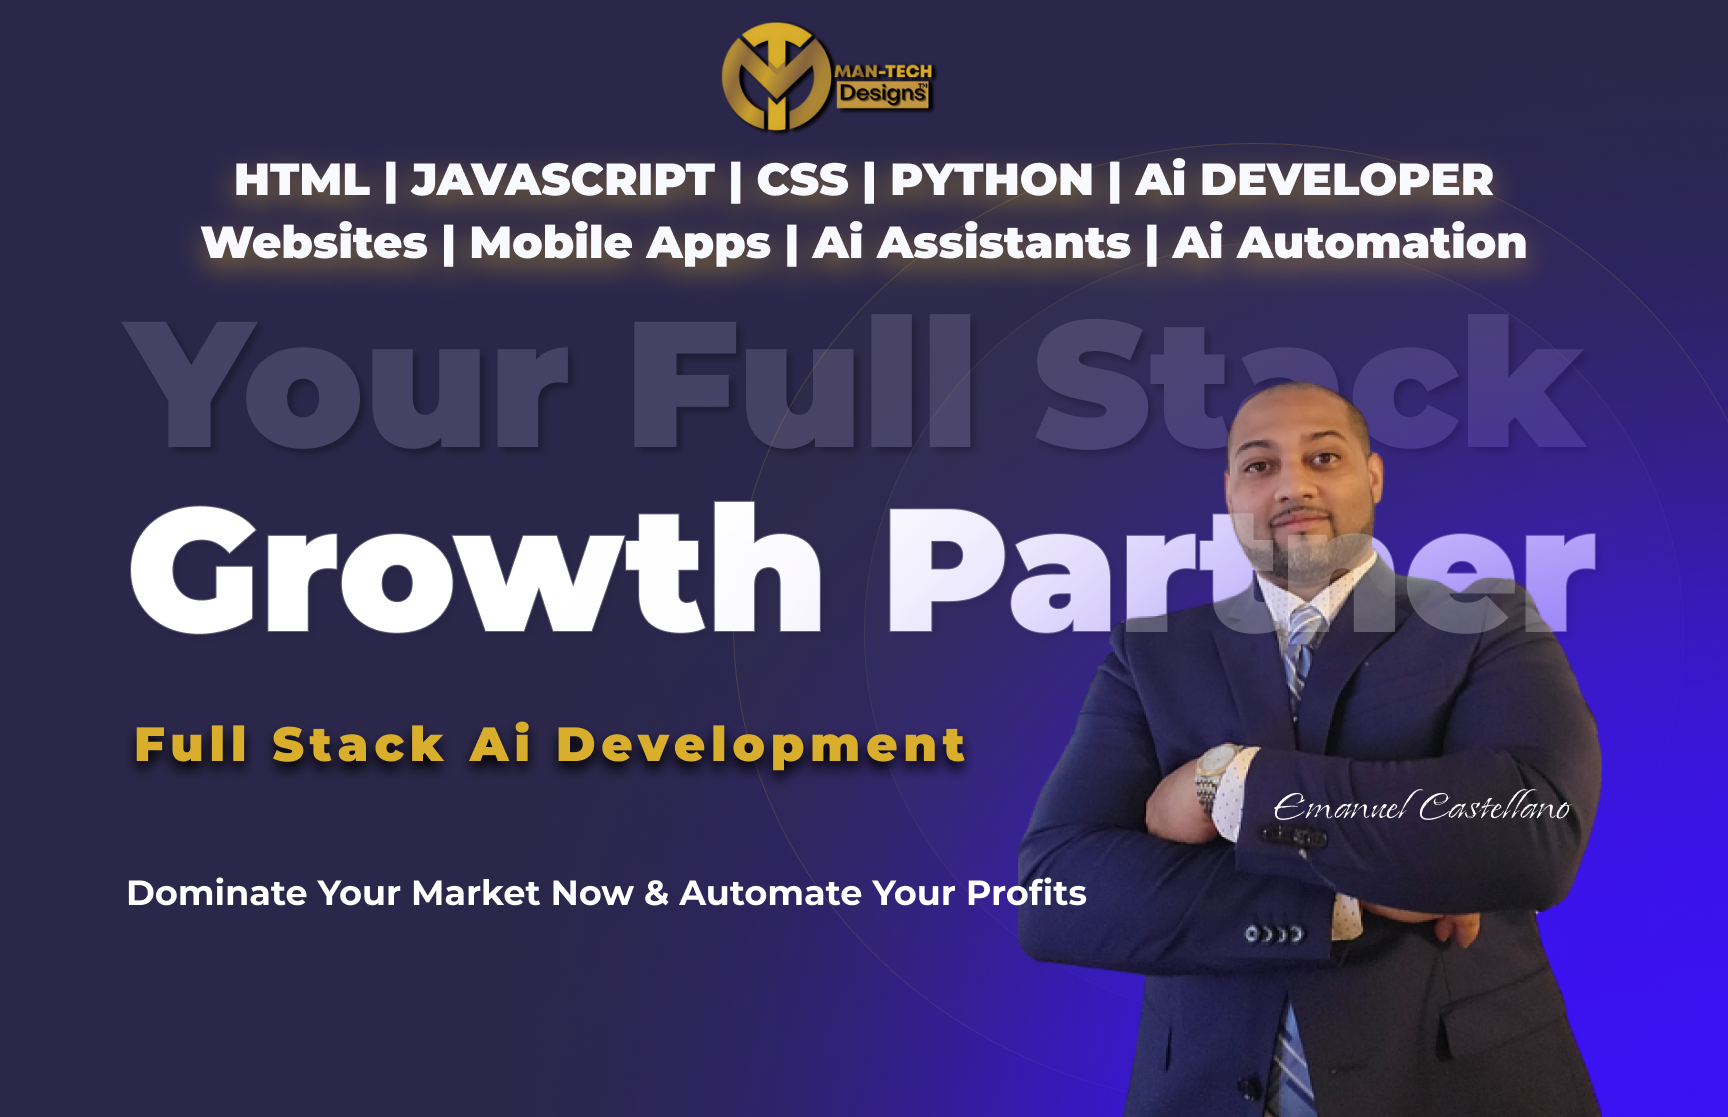 MAN-TECH
Designs™
HTML | JAVASCRIPT | CSS | PYTHON | Ai DEVELOPER
Websites | Mobile Apps | Ai Assistants | Ai Automation
Your Full Stack
Growth Partner
Full Stack Ai Development
Emanuel Castellano
Dominate Your Market Now & Automate Your Profits